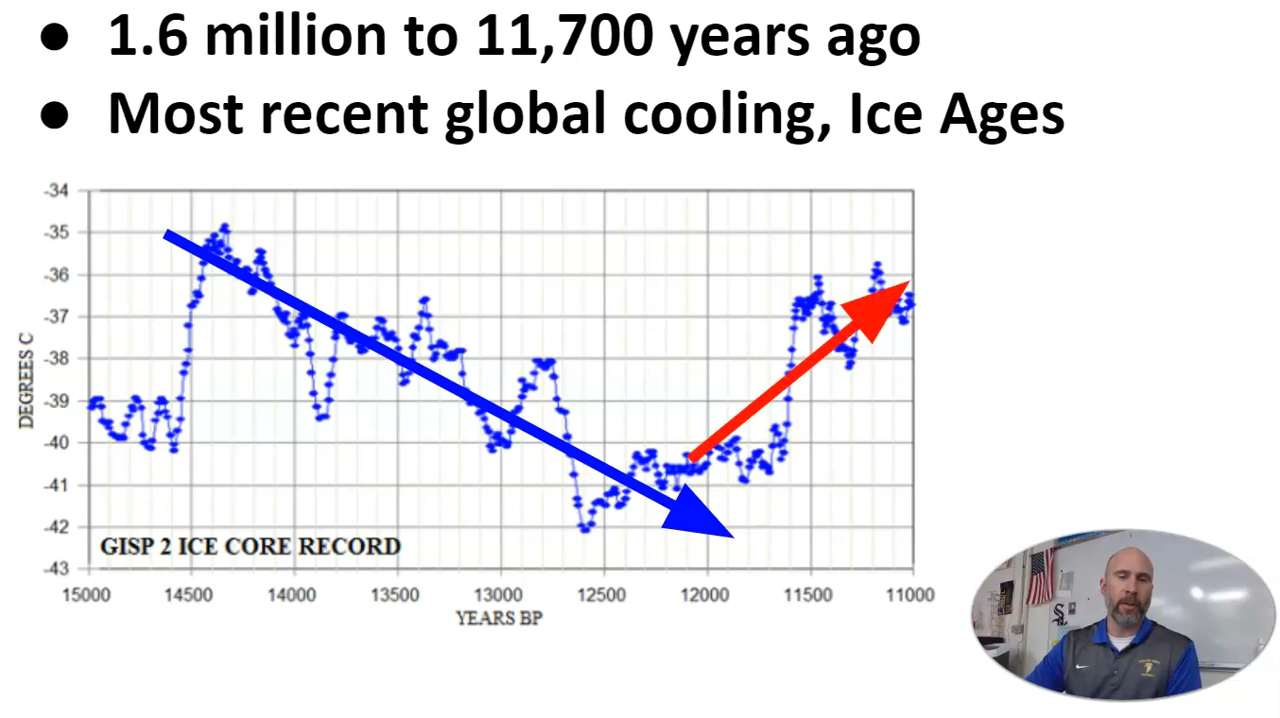 ● 1.6 million to 11,700 years ago
● Most recent global cooling, Ice Ages
-34
-35
-36
-37
-38
-39
-40
-41
-42
-43
DEGREES C
GISP 2 ICE CORE RECORD
15000 14500 14000 13500 13000 12500 12000 11500 11000
YEARS BP